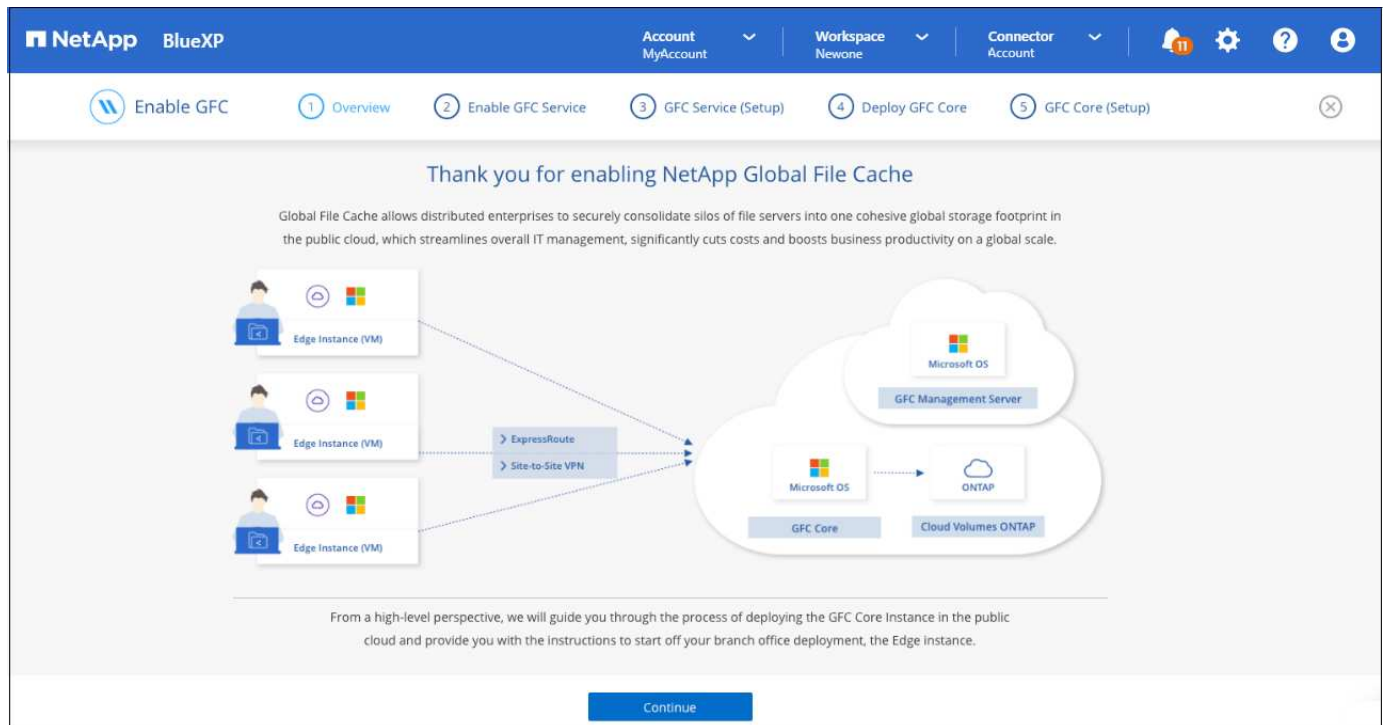 NetApp BlueXP
Account
MyAccount
Workspace
Newone
Connector
Account
11
Enable GFC
1 Overview
2 Enable GFC Service
3 GFC Service (Setup)
4 Deploy GFC Core
5 GFC Core (Setup)
Thank you for enabling NetApp Global File Cache
Global File Cache allows distributed enterprises to securely consolidate silos of file servers into one cohesive global storage footprint in
the public cloud, which streamlines overall IT management, significantly cuts costs and boosts business productivity on a global scale.
Edge Instance (VM)
Edge Instance (VM)
Edge Instance (VM)
ExpressRoute
Site-to-Site VPN
Microsoft OS
GFC Management Server
Microsoft OS
GFC Core
ONTAP
Cloud Volumes ONTAP
From a high-level perspective, we will guide you through the process of deploying the GFC Core Instance in the public
cloud and provide you with the instructions to start off your branch office deployment, the Edge instance.
Continue